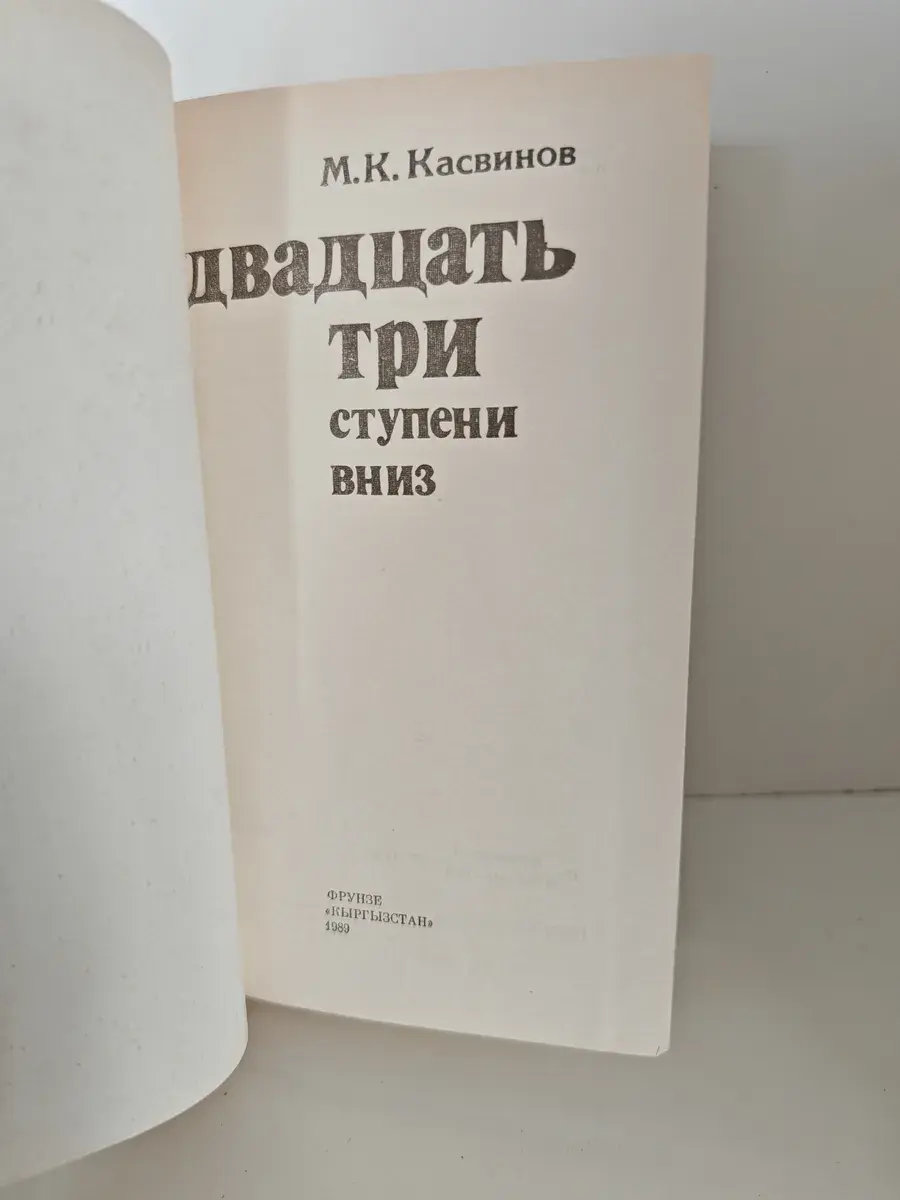 М.К. Касвинов
двадцать
три
ступени
вниз
ФРУНЗЕ
«КЫРГЫЗСТАН»
1989